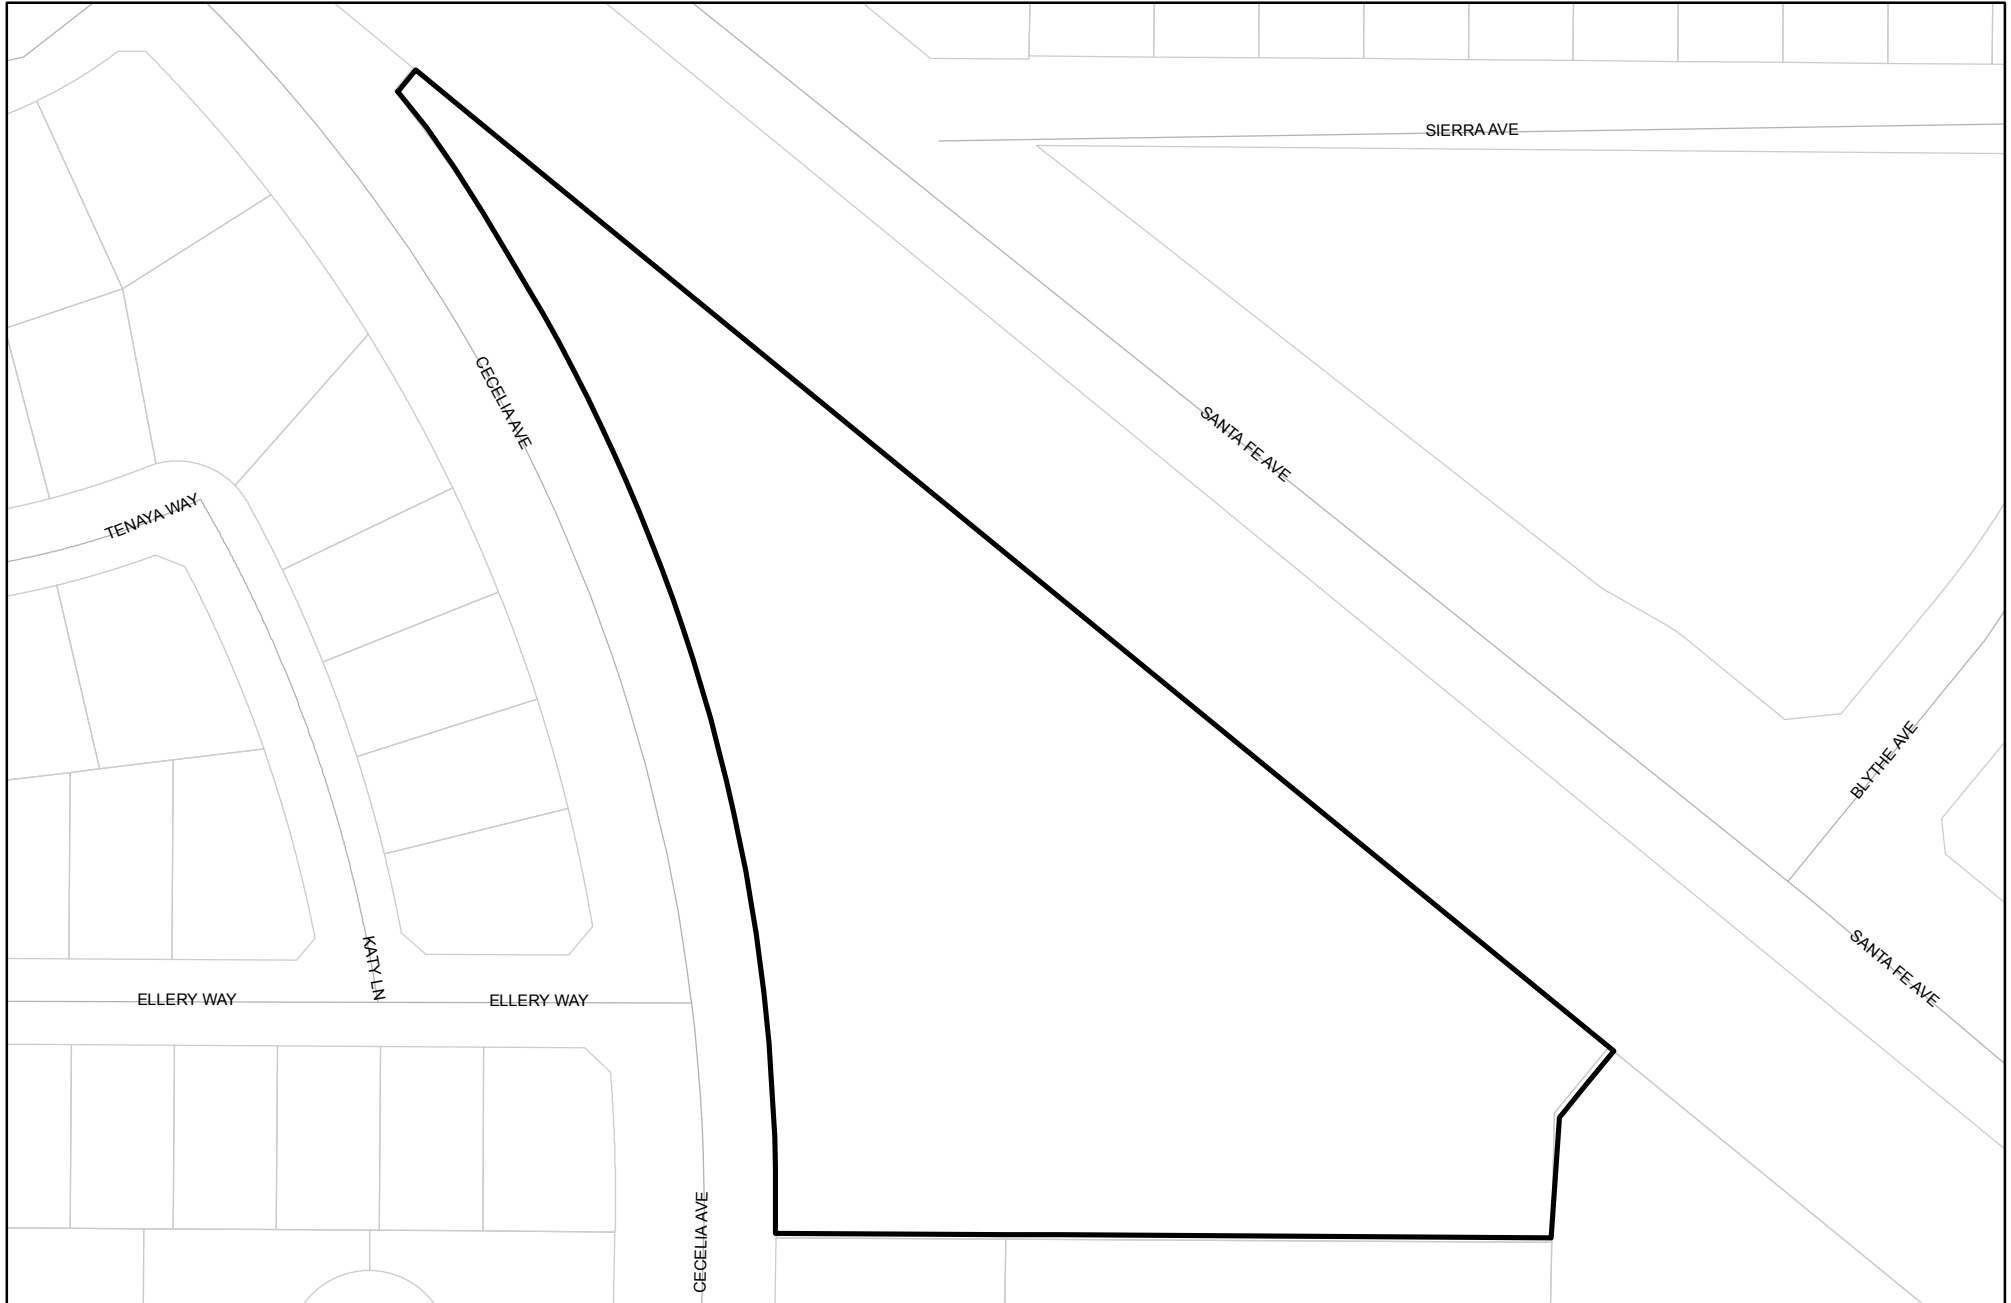 SIERRA AVE
CECELIA AVE
SANTA FE AVE
TENAYA WAY
BLYTHE AVE
SANTA FE AVE
KATY LN
ELLERY WAY
ELLERY WAY
CECELIA AVE